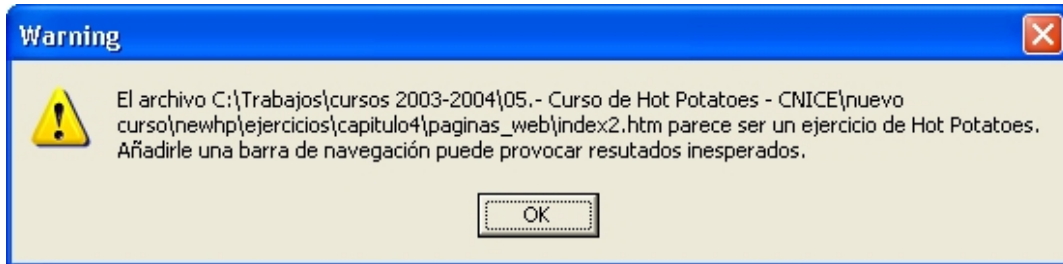 Warning
El archivo C:\Trabajos\cursos 2003-2004\05.- Curso de Hot Potatoes - CNICE\nuevo
curso\newhp\ejercicios\capitulo4\paginas_web\index2.htm parece ser un ejercicio de Hot Potatoes.
Añadirle una barra de navegación puede provocar resutados inesperados.
OK